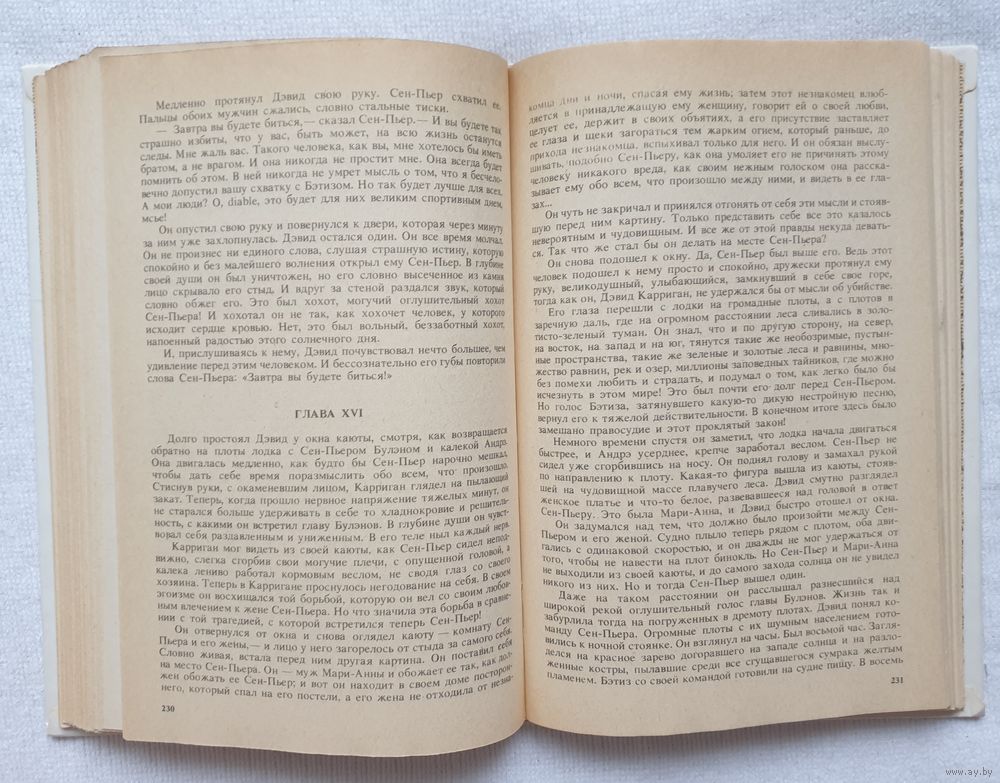 Медленно протянул Дэвид свою руку. Сен-Пьер схватил ее.
Пальцы обоих мужчин сжались, словно стальные тиски.
— Завтра вы будете биться,— сказал Сен-Пьер.— И вы будете так
страшно избиты, что у вас, быть может, на всю жизнь останутся
следы. Мне жаль вас. Такого человека, как вы, мне хотелось бы иметь
братом, а не врагом. И она никогда не простит мне. Она всегда будет
помнить об этом. В ней никогда не умрет мысль о том, что я бесчело-
вечно допустил вашу схватку с Бэтизом. Но так будет лучше для всех.
А мои люди? О, diable, это будет для них великим спортивным днем,
мсье!
Он опустил свою руку и повернулся к двери, которая через минуту
за ним уже захлопнулась. Дэвид остался один. Он все время молчал.
Он не произнес ни единого слова, слушая страшную истину, которую
спокойно и без малейшего волнения открыл ему Сен-Пьер. В глубине
своей души он был уничтожен, но его словно высеченное из камня
лицо скрывало его стыд. И вдруг за стеной раздался звук, который
словно обжег его. Это был хохот, могучий оглушительный хохот
Сен-Пьера! И хохотал он не так, как хохочет человек, у которого
исходит сердце кровью. Нет, это был вольный, беззаботный хохот,
напоенный радостью этого солнечного дня.
И, прислушиваясь к нему, Дэвид почувствовал нечто большее, чем
удивление перед этим человеком. И бессознательно его губы повторили
слова Сен-Пьера: «Завтра вы будете биться!»
ГЛАВА XVI
Долго простоял Дэвид у окна каюты, смотря, как возвращается
обратно на плоты лодка с Сен-Пьером Булэном и калекой Андрэ.
Она двигалась медленно, как будто бы Сен-Пьер нарочно мешкал,
чтобы дать себе время поразмыслить обо всем, что произошло.
Стиснув руки, с окаменевшим лицом, Карриган глядел на пылающий
закат. Теперь, когда прошло нервное напряжение тяжелых минут, он
не старался больше удерживать в себе то хладнокровие и решитель-
ность, с какими он встретил главу Булэнов. В глубине души он чувст-
вовал себя раздавленным и униженным. В его теле ныл каждый нерв.
Карриган мог видеть из своей каюты, как Сен-Пьер сидел непод-
вижно, слегка сгорбив свои могучие плечи, с опущенной головой, а
калека лениво работал кормовым веслом, не сводя глаз со своего
хозяина. Теперь в Карригане проснулось негодование на себя. В своем
эгоизме он восхищался той борьбой, которую он вел со своим любов-
ным влечением к жене Сен-Пьера. Но что значила эта борьба в сравне-
нии с той трагедией, с которой встретился теперь Сен-Пьер!
Он отвернулся от окна и снова оглядел каюту — комнату Сен-
Пьера и его жены,— и лицо у него загорелось от стыда за самого себя.
Словно живая, встала перед ним другая картина. Он поставил себя
на место Сен-Пьера. Он — муж Мари-Анны и обожает ее так, как дол-
жен обожать ее Сен-Пьер; и вот он находит в своем доме посторон-
него, который спал на его постели, а его жена не отходила от незна-
230
комца дни и ночи, спасая ему жизнь; затем этот незнакомец влюб-
ляется в принадлежащую ему женщину, говорит ей о своей любви,
целует ее, держит в своих объятиях, а его присутствие заставляет
ее глаза и щеки загораться тем жарким огнем, который раньше, до
прихода незнакомца, вспыхивал только для него. И он обязан выслу-
шивать, подобно Сен-Пьеру, как она умоляет его не причинять этому
человеку никакого вреда, как своим нежным голоском она расска-
зывает ему обо всем, что произошло между ними, и видеть в ее гла-
зах...
Он чуть не закричал и принялся отгонять от себя эти мысли и стояв-
шую перед ним картину. Только представить себе все это казалось
невероятным и чудовищным. И все же от этой правды некуда девать-
ся. Так что же стал бы он делать на месте Сен-Пьера?
Он снова подошел к окну. Да, Сен-Пьер был выше его. Ведь этот
человек подошел к нему просто и спокойно, дружески протянул ему
руку, великодушный, улыбающийся, замкнувший в себе свое горе,
тогда как он, Дэвид Карриган, не удержался бы от мысли об убийстве.
Его глаза перешли с лодки на громадные плоты, а с плотов в
заречную даль, где на огромном расстоянии леса сливались в золо-
тисто-зеленый туман. Он знал, что и по другую сторону, на север,
на восток, на запад и на юг, тянутся такие же необозримые, пустын-
ные пространства, такие же зеленые и золотые леса и равнины, мно-
жество равнин, рек и озер, миллионы заповедных тайников, где можно
без помехи любить и страдать, и подумал о том, как легко было бы
исчезнуть в этом мире! Это был почти его долг перед Сен-Пьером.
Но голос Бэтиза, затянувшего какую-то дикую нестройную песню,
вернул его к тяжелой действительности. В конечном итоге здесь было
замешано правосудие и этот проклятый закон!
Немного времени спустя он заметил, что лодка начала двигаться
быстрее, и Андрэ усерднее, крепче заработал веслом. Сен-Пьер не
сидел уже сгорбившись на носу. Он поднял голову и замахал рукой
по направлению к плоту. Какая-то фигура вышла из каюты, стояв-
шей на чудовищной массе плавучего леса. Дэвид смутно разглядел
женское платье и что-то белое, развевавшееся над головой в ответ
Сен-Пьеру. Это была Мари-Анна, и Дэвид быстро отошел от окна.
Он задумался над тем, что должно было произойти между Сен-
Пьером и его женой. Судно плыло теперь рядом с плотом, оба дви-
гались с одинаковой скоростью, и он дважды не мог удержаться от
того, чтобы не навести на плот бинокль. Но Сен-Пьер и Мари-Анна
не выходили из своей каюты, и до самого захода солнца он не увидел
никого из них. Но и тогда Сен-Пьер вышел один.
Даже на таком расстоянии он расслышал разнесшийся над
широкой рекой оглушительный голос главы Булэнов. Жизнь так и
забурлила тогда на погруженных в дремоту плотах. Дэвид понял ко-
манду Сен-Пьера. Огромные плоты с их шумным населением гото-
вились к ночной стоянке. Он взглянул на часы. Был восьмой час. Загля-
делся на красное зарево догоравшего на западе солнца и на разло-
женные костры, пылавшие среди все сгущавшегося сумрака желтым
пламенем. Бэтиз со своей командой готовили на судне пищу. В восемь
231
www.ay.by